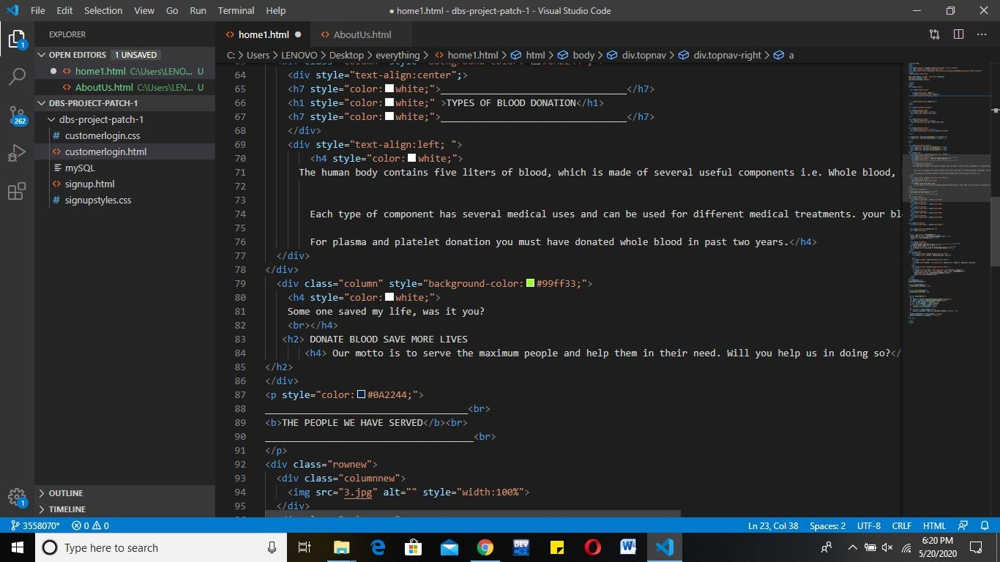 File Edit Selection View Go Run Terminal Help ● home1.html - dbs-project-patch-1 - Visual Studio Code
EXPLORER
home1.html ●
AboutUs.html
C: > Users > LENOVO > Desktop > everything > home1.html > html > body > div.topnav > div.topnav-right > a
OPEN EDITORS 1 UNSAVED
● home1.html C:\Users\LENO... U
AboutUs.html C:\Users\LEN... U
DBS-PROJECT-PATCH-1
dbs-project-patch-1
# customerlogin.css
customerlogin.html
mySQL
signup.html
# signupstyles.css
OUTLINE
TIMELINE
1
262
1
64 <div style="text-align:center";>
65 <h7 style="color:white;">_________________________________</h7>
66 <h1 style="color:white;" >TYPES OF BLOOD DONATION</h1>
67 <h7 style="color:white;">_________________________________</h7>
68 </div>
69 <div style="text-align:left; ">
70 <h4 style="color:white;">
71 The human body contains five liters of blood, which is made of several useful components i.e. Whole blood,
72
73
74 Each type of component has several medical uses and can be used for different medical treatments. your bl
75
76 For plasma and platelet donation you must have donated whole blood in past two years.</h4>
77 </div>
78 </div>
79 <div class="column" style="background-color:#99ff33;">
80 <h4 style="color:white;">
81 Some one saved my life, was it you?
82 <br></h4>
83 <h2> DONATE BLOOD SAVE MORE LIVES
84 <h4> Our motto is to serve the maximum people and help them in their need. Will you help us in doing so?</
85 </h2>
86 </div>
87 <p style="color:#0A2244;">
88 ____________________________________<br>
89 <b>THE PEOPLE WE HAVE SERVED</b><br>
90 _____________________________________<br>
91 </p>
92 <div class="rownew">
93 <div class="columnnew">
94 <img src="3.jpg" alt="" style="width:100%">
95 </div>
3558070* 0 0 Ln 23, Col 38 Spaces: 2 UTF-8 CRLF HTML
Type here to search
DEV
6:20 PM
5/20/2020